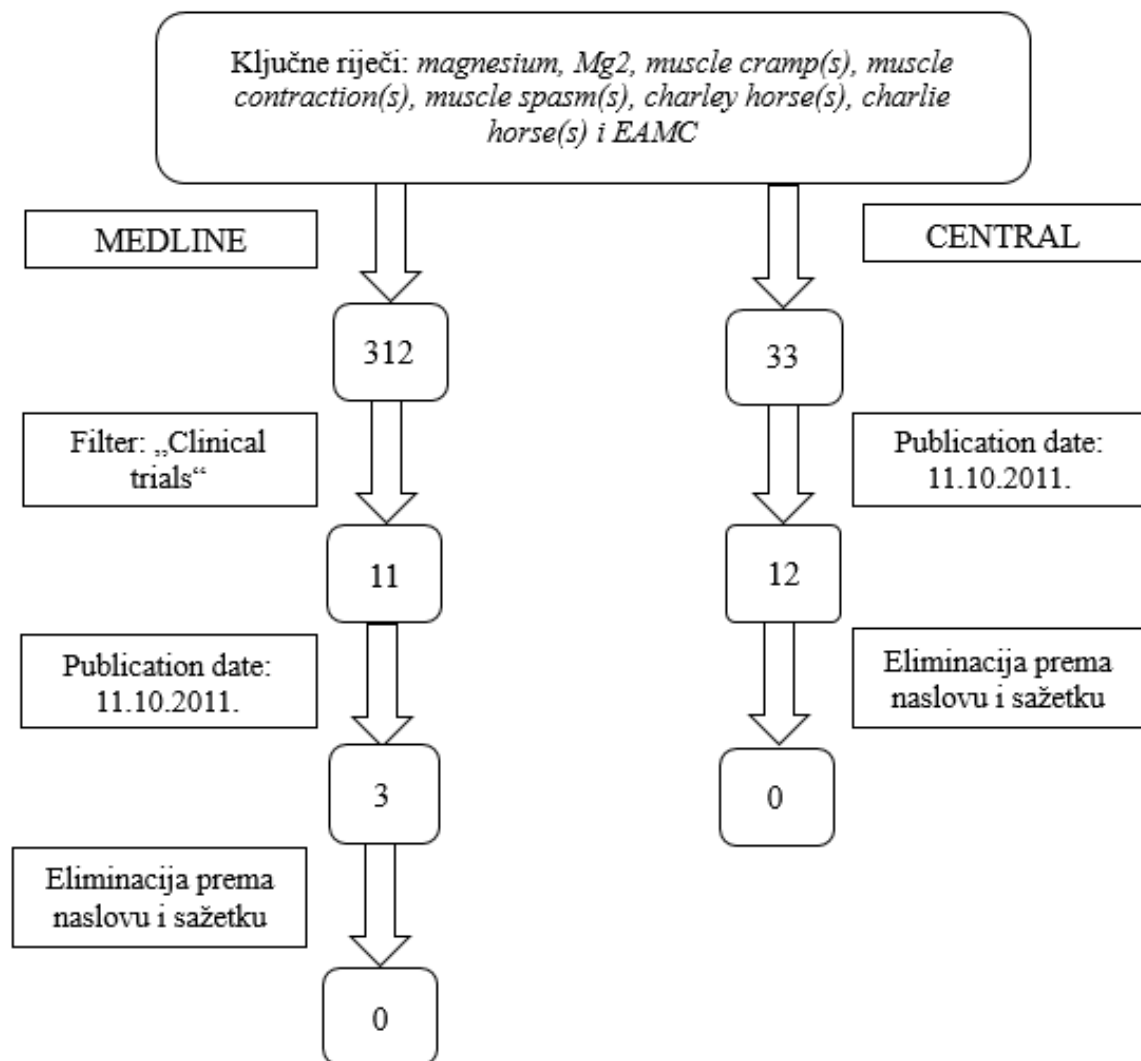 Ključne riječi: magnesium, Mg2, muscle cramp(s), muscle
contraction(s), muscle spasm(s), charley horse(s), charlie
horse(s) i EAMC
MEDLINE
CENTRAL
312
33
Filter: „Clinical
trials“
Publication date:
11.10.2011.
11
12
Publication date:
11.10.2011.
Eliminacija prema
naslovu i sažetku
3
0
Eliminacija prema
naslovu i sažetku
0